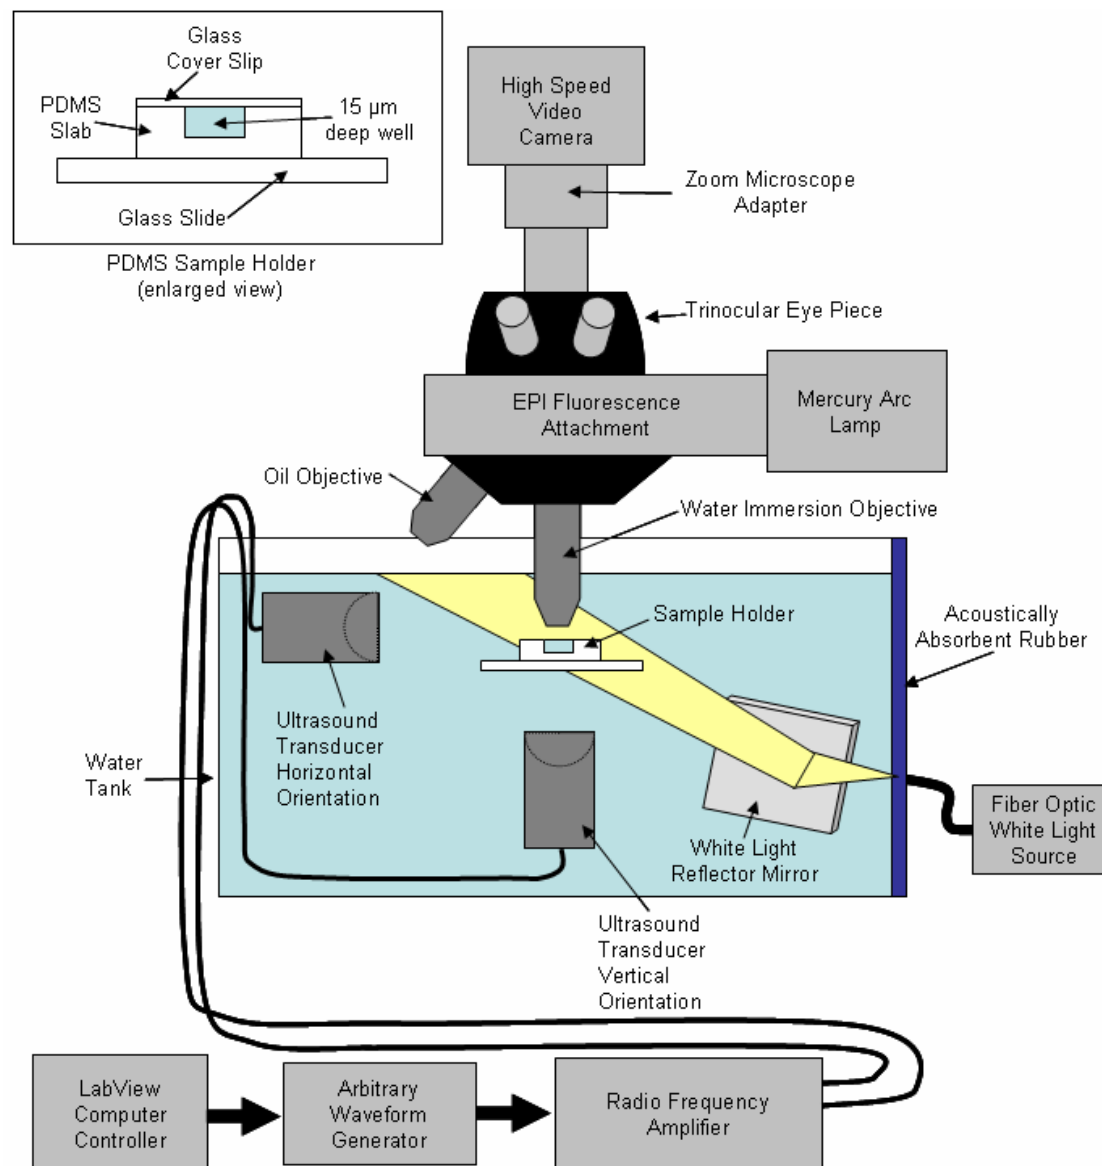 Glass
Cover Slip
PDMS
Slab
15 µm
deep well
Glass Slide
PDMS Sample Holder
(enlarged view)
High Speed
Video
Camera
Zoom Microscope
Adapter
Trinocular Eye Piece
EPI Fluorescence
Attachment
Mercury Arc
Lamp
Oil Objective
Water Immersion Objective
Sample Holder
Acoustically
Absorbent Rubber
Ultrasound
Transducer
Horizontal
Orientation
Water
Tank
White Light
Reflector Mirror
Fiber Optic
White Light
Source
Ultrasound
Transducer
Vertical
Orientation
LabView
Computer
Controller
Arbitrary
Waveform
Generator
Radio Frequency
Amplifier